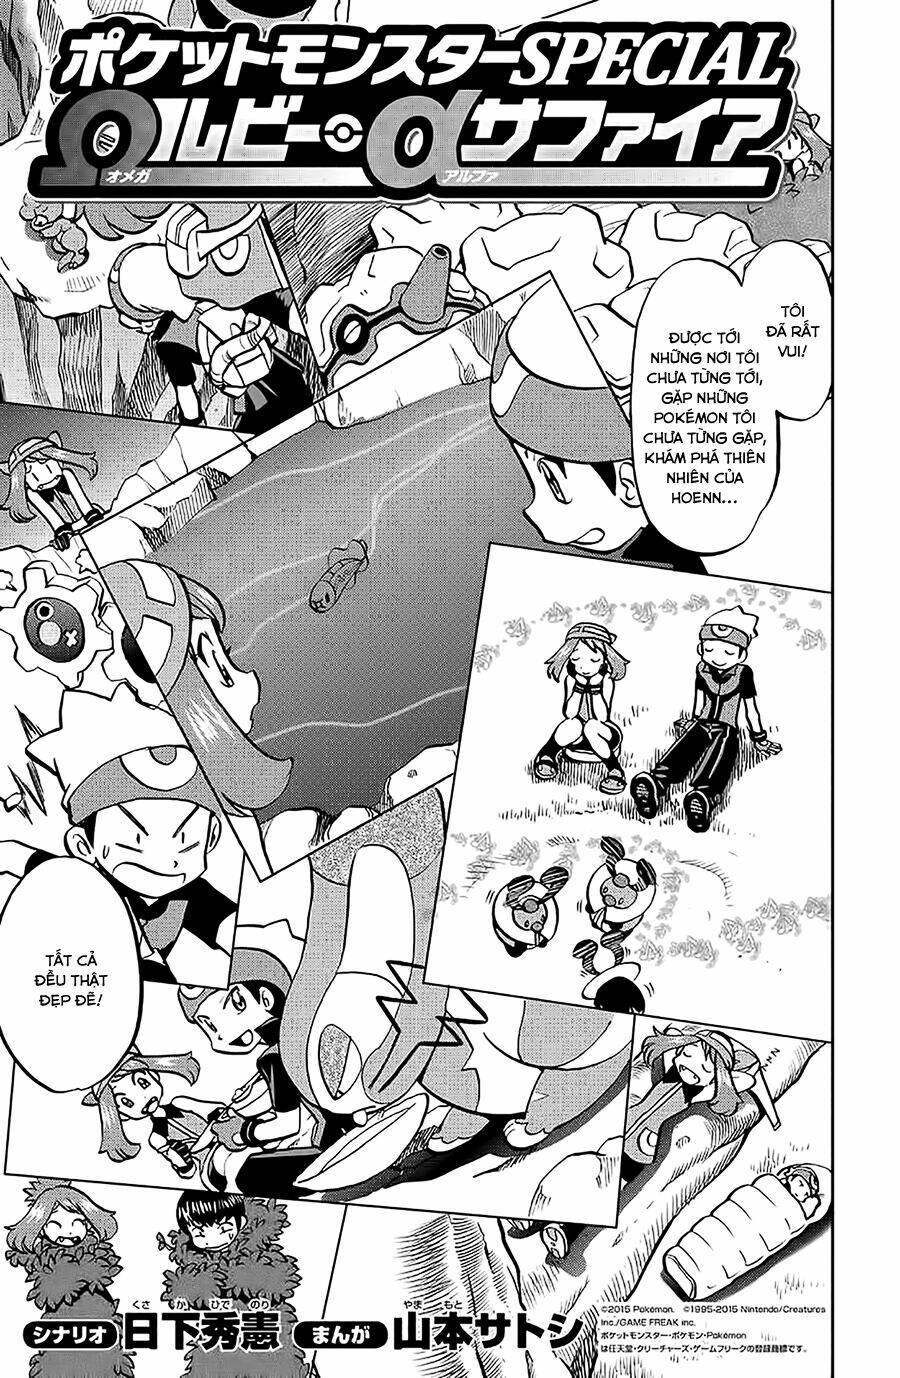 ポケットモンスターSPECIAL
Ωルビー・αサファイア
オメガ
アルファ
TÔI
ĐÃ RẤT
VUI!
ĐƯỢC TỚI
NHỮNG NƠI TÔI
CHƯA TỪNG TỚI,
GẶP NHỮNG
POKÉMON TÔI
CHƯA TỪNG GẶP,
KHÁM PHÁ THIÊN
NHIÊN CỦA
HOENN...
TẤT CẢ
ĐỀU THẬT
ĐẸP ĐẼ!
くさ か ひで のり
シナリオ 日下秀憲
やま もと
まんが 山本サトシ
©2015 Pokémon. ©1995-2015 Nintendo/Creatures
Inc./GAME FREAK inc.
ポケットモンスター・ポケモン・Pokémon
は任天堂・クリーチャーズ・ゲームフリークの登録商標です。